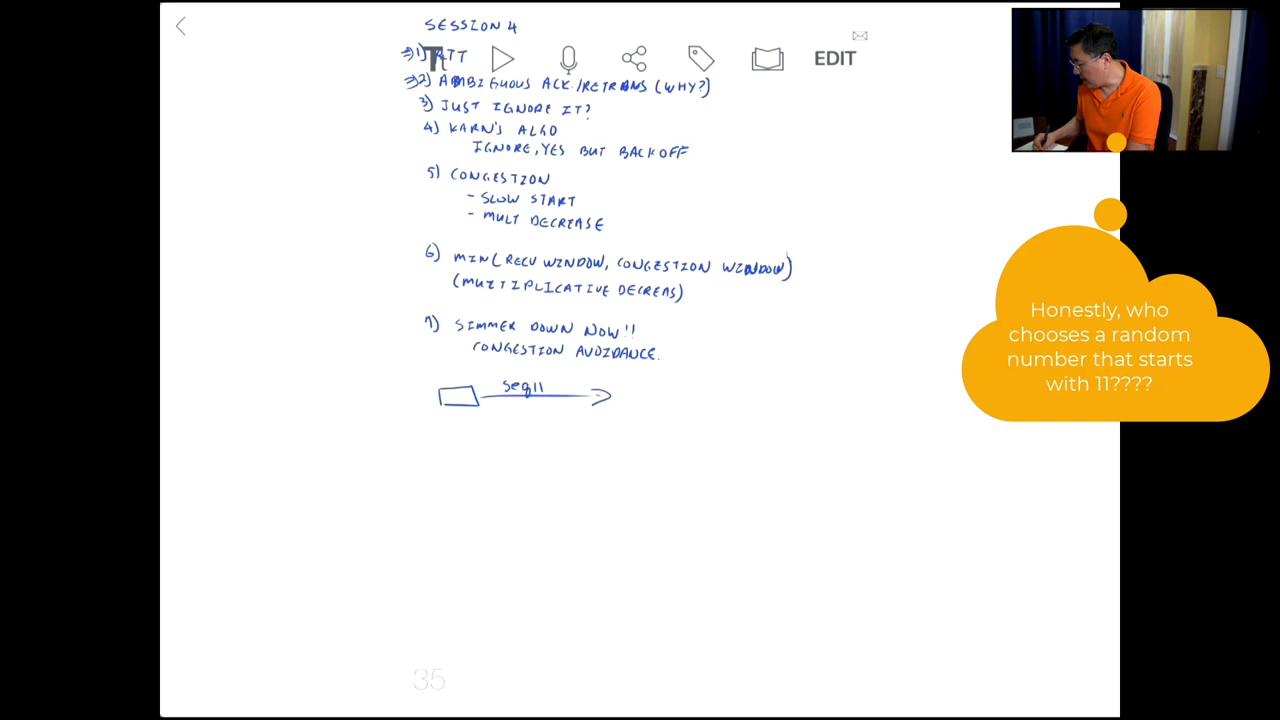 SESSION 4
⇒1) RTT
EDIT
⇒2) AMBIGUOUS ACK/RETRANS (WHY?)
3) JUST IGNORE IT?
4) KARN'S ALGO
IGNORE, YES BUT BACKOFF
5) CONGESTION
- SLOW START
- MULT DECREASE
6) MIN(RECV WINDOW, CONGESTION WINDOW)
(MULTIPLICATIVE DECREAS)
7) SIMMER DOWN NOW!!
CONGESTION AVOIDANCE.
seq11
35
Honestly, who
chooses a random
number that starts
with 11????